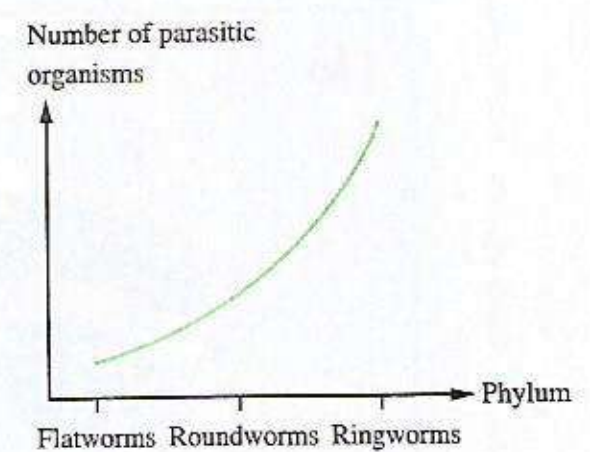 Number of parasitic
organisms
Phylum
Flatworms Roundworms Ringworms